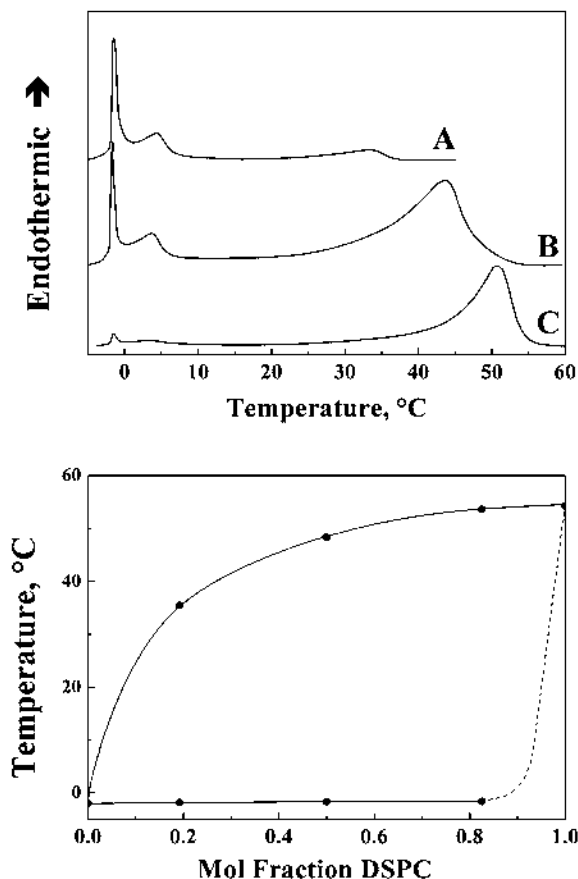 Endothermic ➔
A
B
C
0 10 20 30 40 50 60
Temperature, °C
60
40
20
0
Temperature, °C
0.0 0.2 0.4 0.6 0.8 1.0
Mol Fraction DSPC